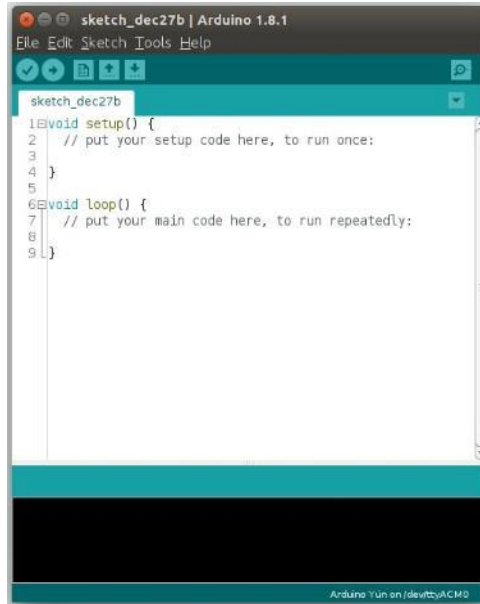 sketch_dec27b | Arduino 1.8.1
File Edit Sketch Tools Help
sketch_dec27b
1 void setup() {
2 // put your setup code here, to run once:
3
4 }
5
6 void loop() {
7 // put your main code here, to run repeatedly:
8
9 }
Arduino Yún on /dev/ttyACM0